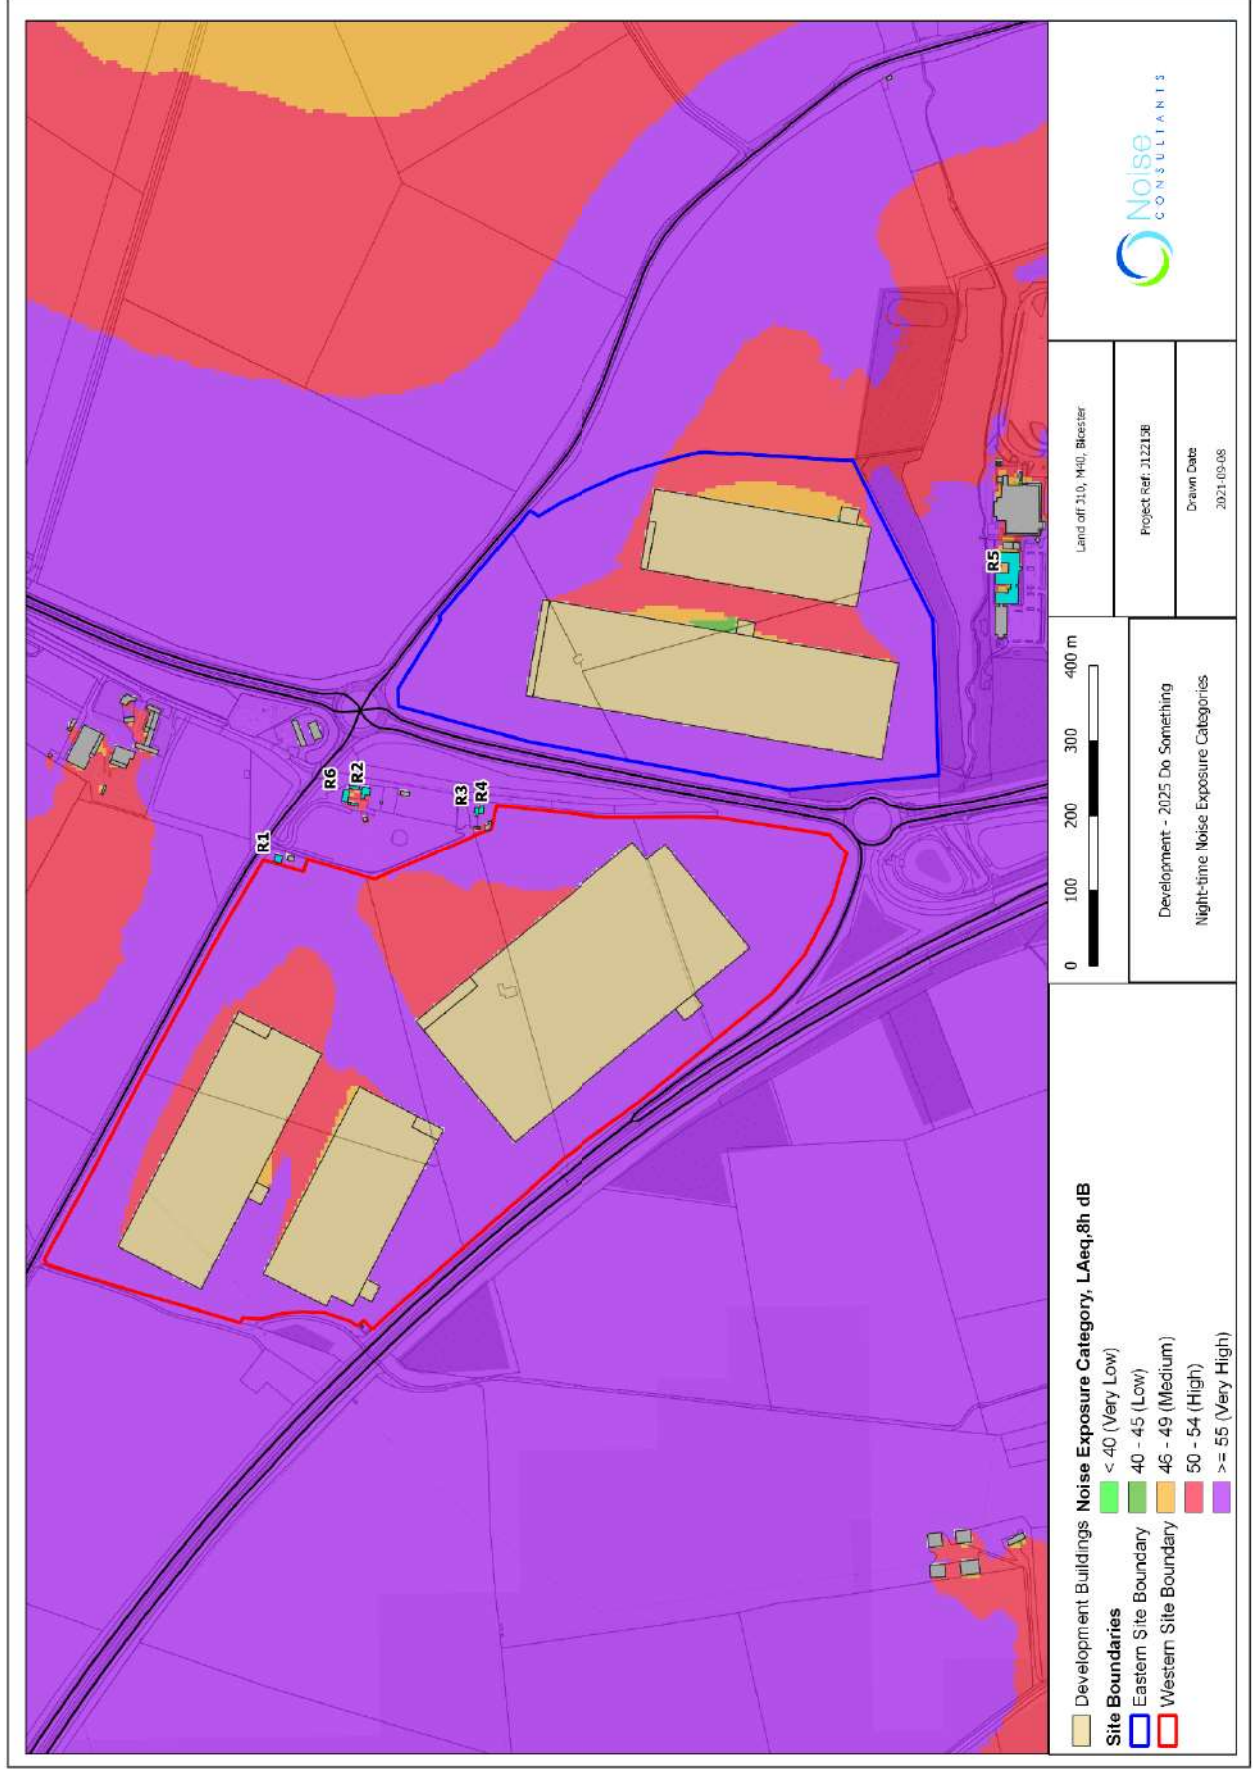 R1
R6
R2
R3
R4
R5
Development Buildings
Site Boundaries
Eastern Site Boundary
Western Site Boundary
Noise Exposure Category, LAeq,8h dB
< 40 (Very Low)
40 - 45 (Low)
46 - 49 (Medium)
50 - 54 (High)
>= 55 (Very High)
0 100 200 300 400 m
Development - 2025 Do Something
Night-time Noise Exposure Categories
Land off J10, M40, Bicester
Project Ref: J12215B
Drawn Date
2021-09-08
Noise
CONSULTANTS